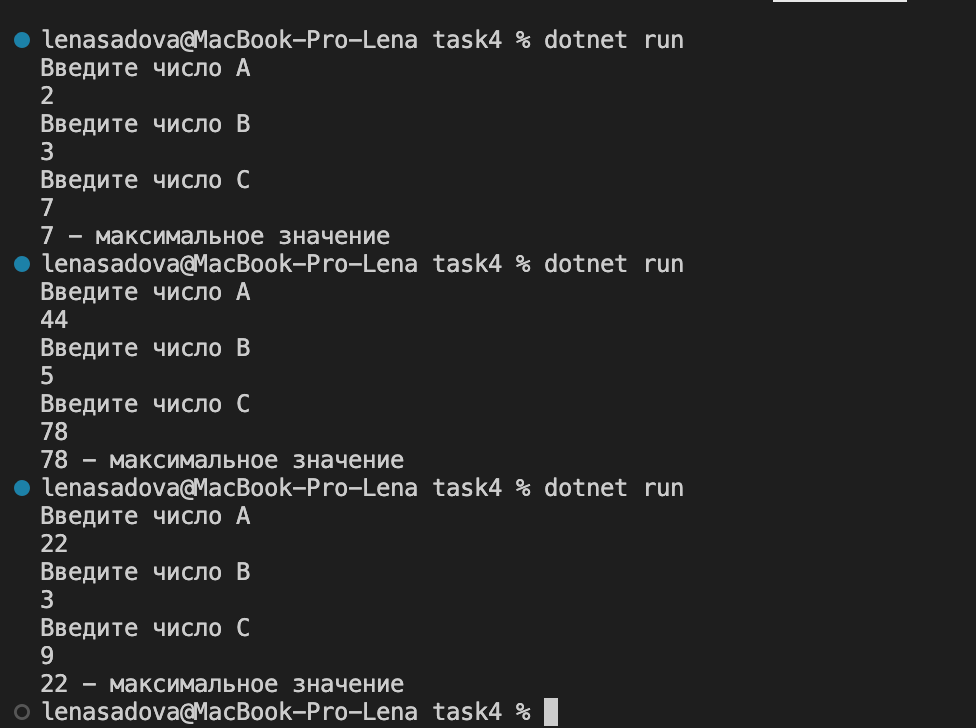 lenasadova@MacBook-Pro-Lena task4 % dotnet run
Введите число A
2
Введите число B
3
Введите число C
7
7 - максимальное значение
lenasadova@MacBook-Pro-Lena task4 % dotnet run
Введите число A
44
Введите число B
5
Введите число C
78
78 - максимальное значение
lenasadova@MacBook-Pro-Lena task4 % dotnet run
Введите число A
22
Введите число B
3
Введите число C
9
22 - максимальное значение
lenasadova@MacBook-Pro-Lena task4 %